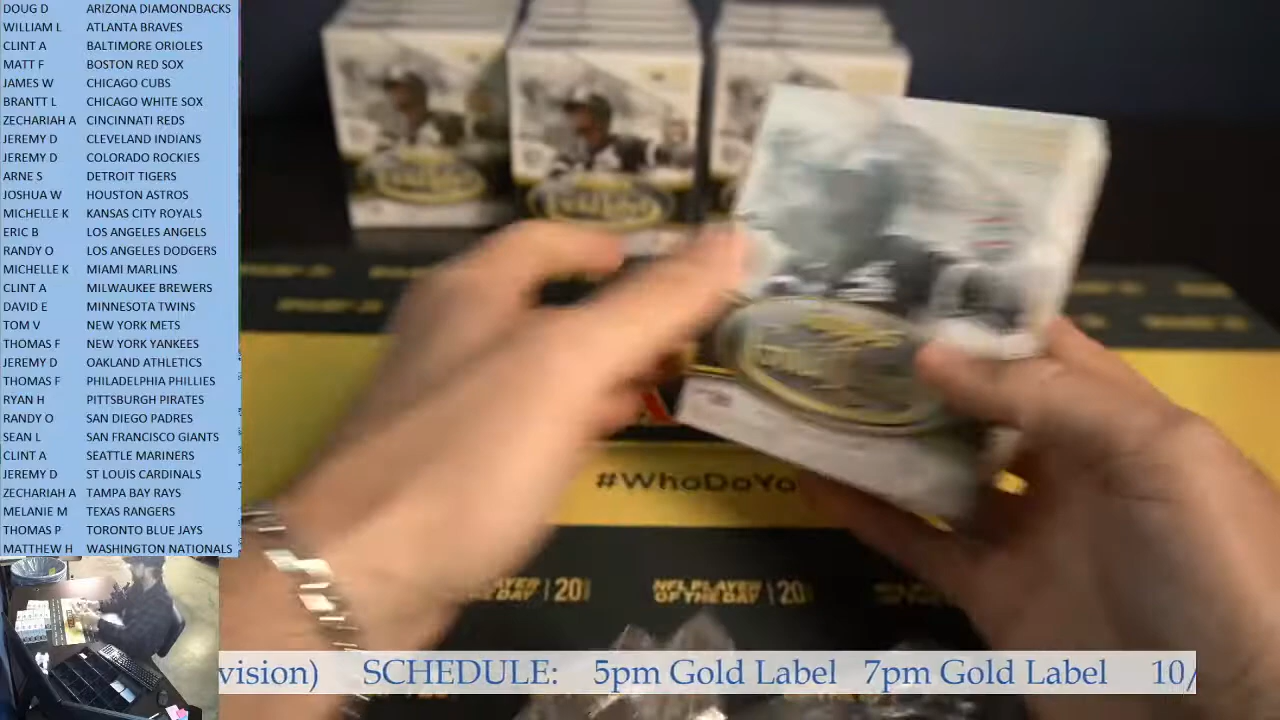 DOUG D ARIZONA DIAMONDBACKS
WILLIAM L ATLANTA BRAVES
CLINT A BALTIMORE ORIOLES
MATT F BOSTON RED SOX
JAMES W CHICAGO CUBS
BRANTT L CHICAGO WHITE SOX
ZECHARIAH A CINCINNATI REDS
JEREMY D CLEVELAND INDIANS
JEREMY D COLORADO ROCKIES
ARNE S DETROIT TIGERS
JOSHUA W HOUSTON ASTROS
MICHELLE K KANSAS CITY ROYALS
ERIC B LOS ANGELES ANGELS
RANDY O LOS ANGELES DODGERS
MICHELLE K MIAMI MARLINS
CLINT A MILWAUKEE BREWERS
DAVID E MINNESOTA TWINS
TOM V NEW YORK METS
THOMAS F NEW YORK YANKEES
JEREMY D OAKLAND ATHLETICS
THOMAS F PHILADELPHIA PHILLIES
RYAN H PITTSBURGH PIRATES
RANDY O SAN DIEGO PADRES
SEAN L SAN FRANCISCO GIANTS
CLINT A SEATTLE MARINERS
JEREMY D ST LOUIS CARDINALS
ZECHARIAH A TAMPA BAY RAYS
MELANIE M TEXAS RANGERS
THOMAS P TORONTO BLUE JAYS
MATTHEW H WASHINGTON NATIONALS
#WhoDoYo
NFL PLAYER
OF THE DAY | 20
vision) SCHEDULE: 5pm Gold Label 7pm Gold Label 10/